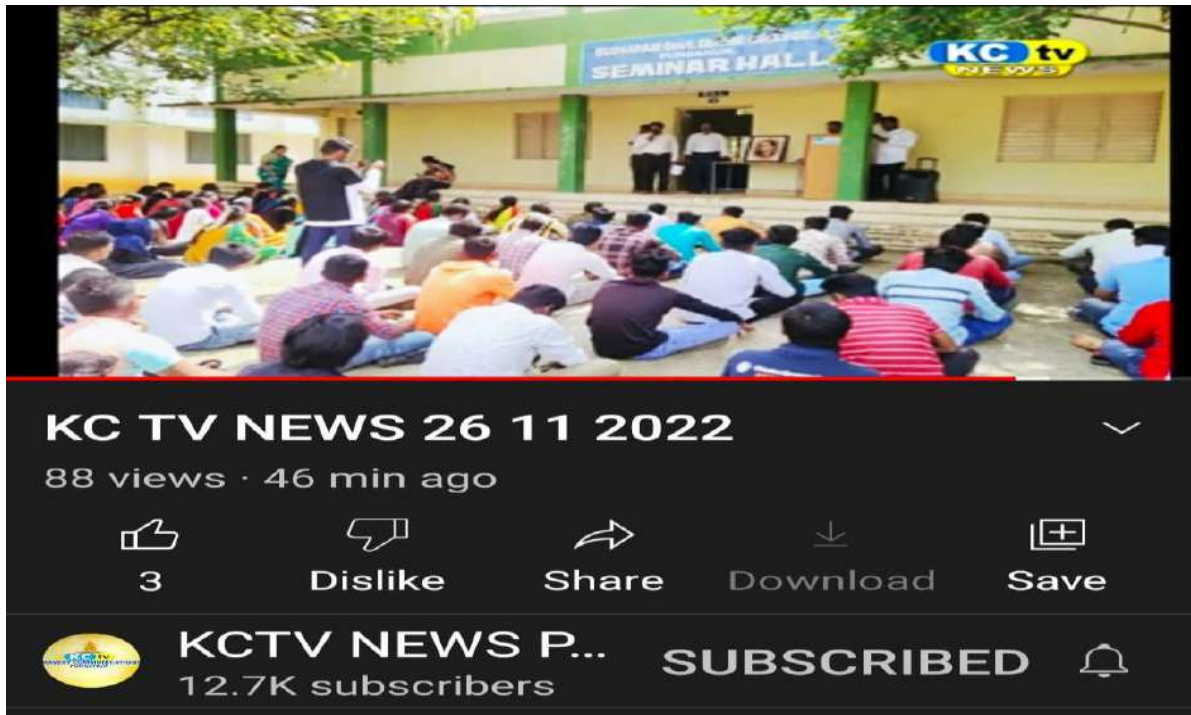 SEMINAR HALL
KC tv
NEWS
KC TV NEWS 26 11 2022
88 views · 46 min ago
3
Dislike
Share
Download
Save
KCTV NEWS P...
12.7K subscribers
SUBSCRIBED